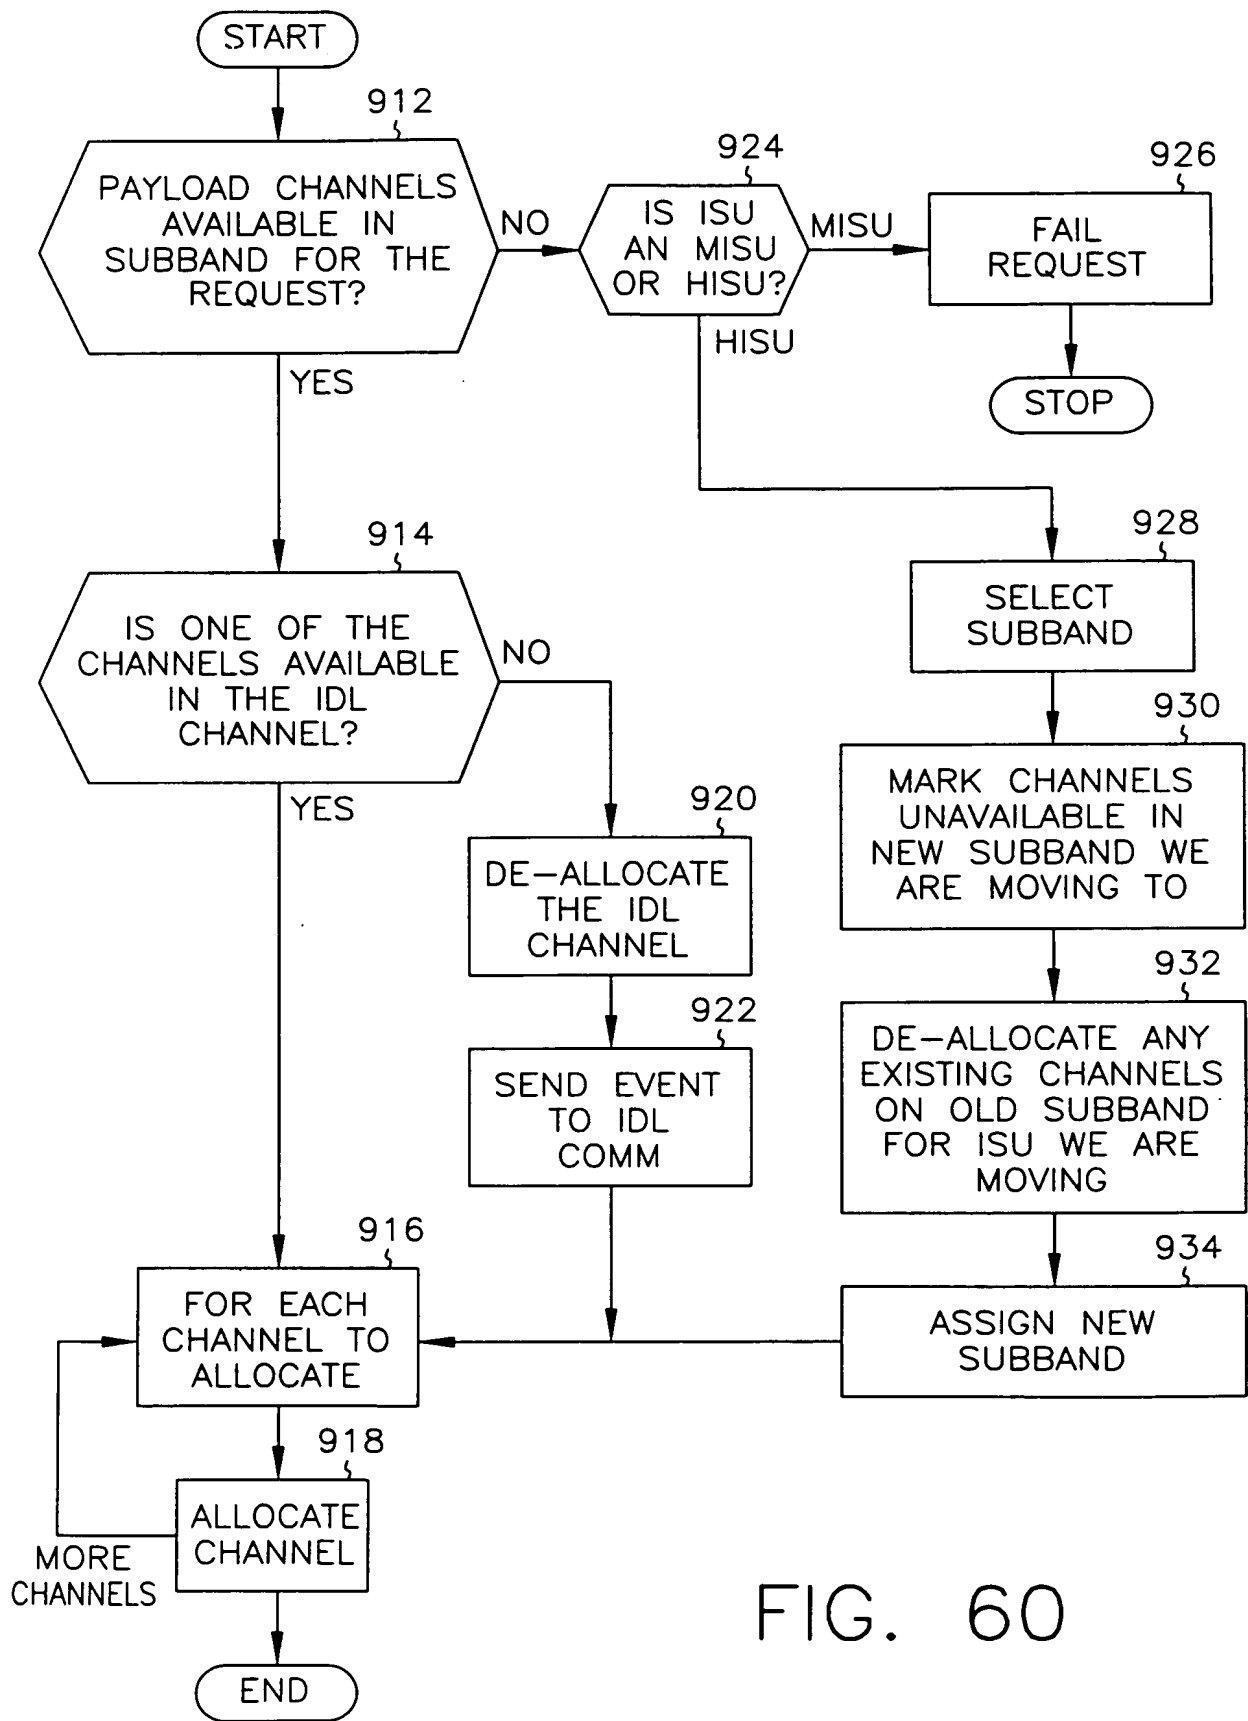 START
912
PAYLOAD CHANNELS
AVAILABLE IN
SUBBAND FOR THE
REQUEST?
NO
YES
924
IS ISU
AN MISU
OR HISU?
MISU
HISU
926
FAIL
REQUEST
STOP
914
IS ONE OF THE
CHANNELS AVAILABLE
IN THE IDL
CHANNEL?
NO
YES
928
SELECT
SUBBAND
930
MARK CHANNELS
UNAVAILABLE IN
NEW SUBBAND WE
ARE MOVING TO
920
DE-ALLOCATE
THE IDL
CHANNEL
932
DE-ALLOCATE ANY
EXISTING CHANNELS
ON OLD SUBBAND
FOR ISU WE ARE
MOVING
922
SEND EVENT
TO IDL
COMM
934
ASSIGN NEW
SUBBAND
916
FOR EACH
CHANNEL TO
ALLOCATE
918
ALLOCATE
CHANNEL
MORE
CHANNELS
END
FIG. 60